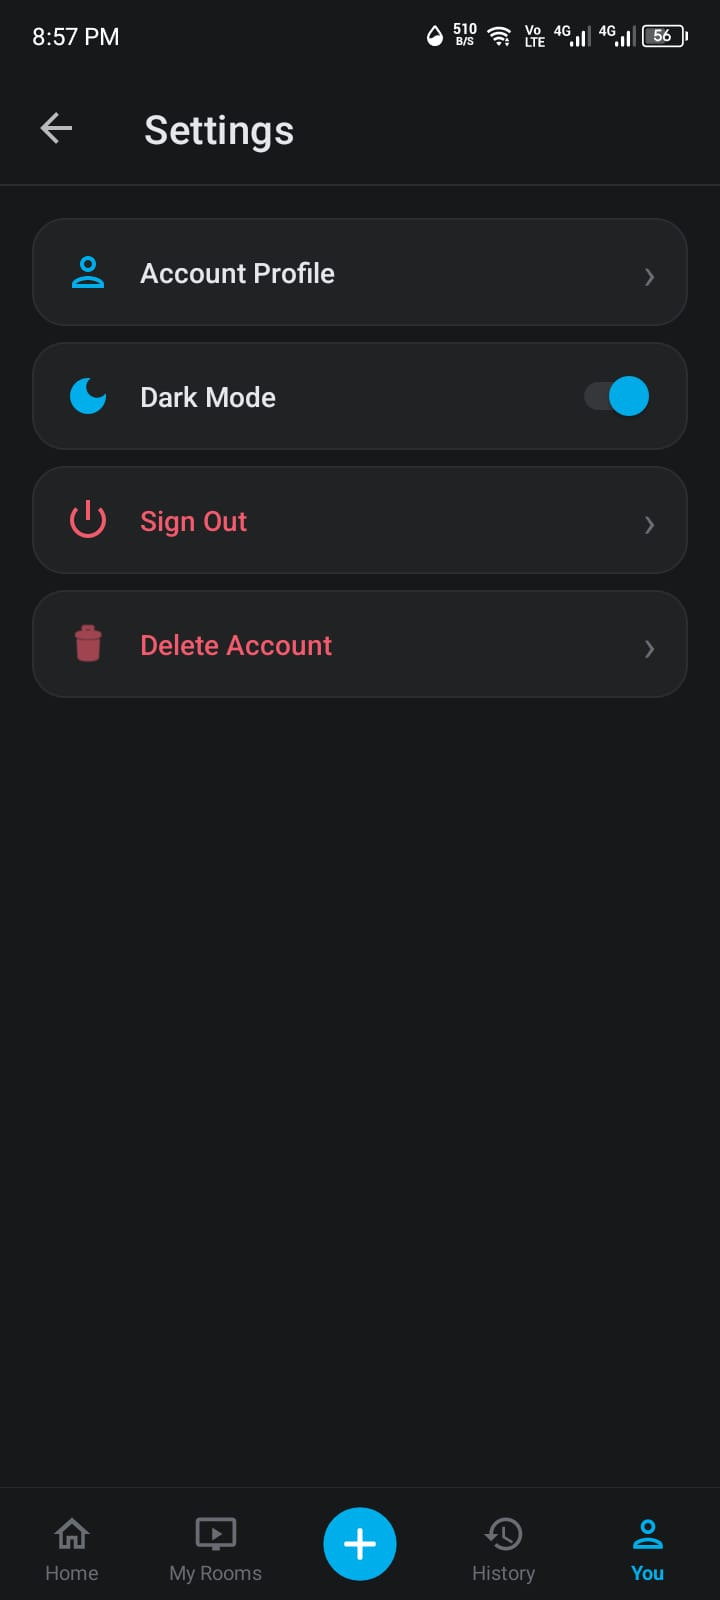 8:57 PM 510 B/S Vo LTE 4G 4G 56
Settings
Account Profile
Dark Mode
Sign Out
Delete Account
Home My Rooms History You